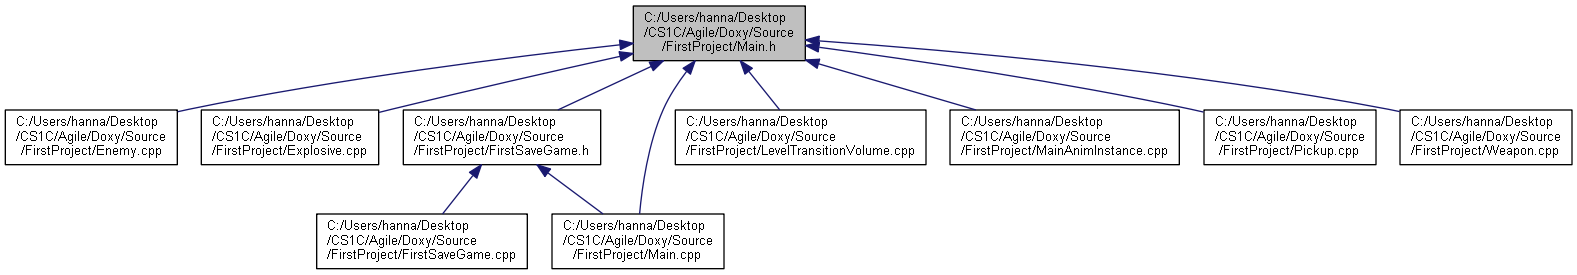 C:/Users/hanna/Desktop
/CS1C/Agile/Doxy/Source
/FirstProject/Main.h
C:/Users/hanna/Desktop
/CS1C/Agile/Doxy/Source
/FirstProject/Enemy.cpp
C:/Users/hanna/Desktop
/CS1C/Agile/Doxy/Source
/FirstProject/Explosive.cpp
C:/Users/hanna/Desktop
/CS1C/Agile/Doxy/Source
/FirstProject/FirstSaveGame.h
C:/Users/hanna/Desktop
/CS1C/Agile/Doxy/Source
/FirstProject/LevelTransitionVolume.cpp
C:/Users/hanna/Desktop
/CS1C/Agile/Doxy/Source
/FirstProject/MainAnimInstance.cpp
C:/Users/hanna/Desktop
/CS1C/Agile/Doxy/Source
/FirstProject/Pickup.cpp
C:/Users/hanna/Desktop
/CS1C/Agile/Doxy/Source
/FirstProject/Weapon.cpp
C:/Users/hanna/Desktop
/CS1C/Agile/Doxy/Source
/FirstProject/FirstSaveGame.cpp
C:/Users/hanna/Desktop
/CS1C/Agile/Doxy/Source
/FirstProject/Main.cpp